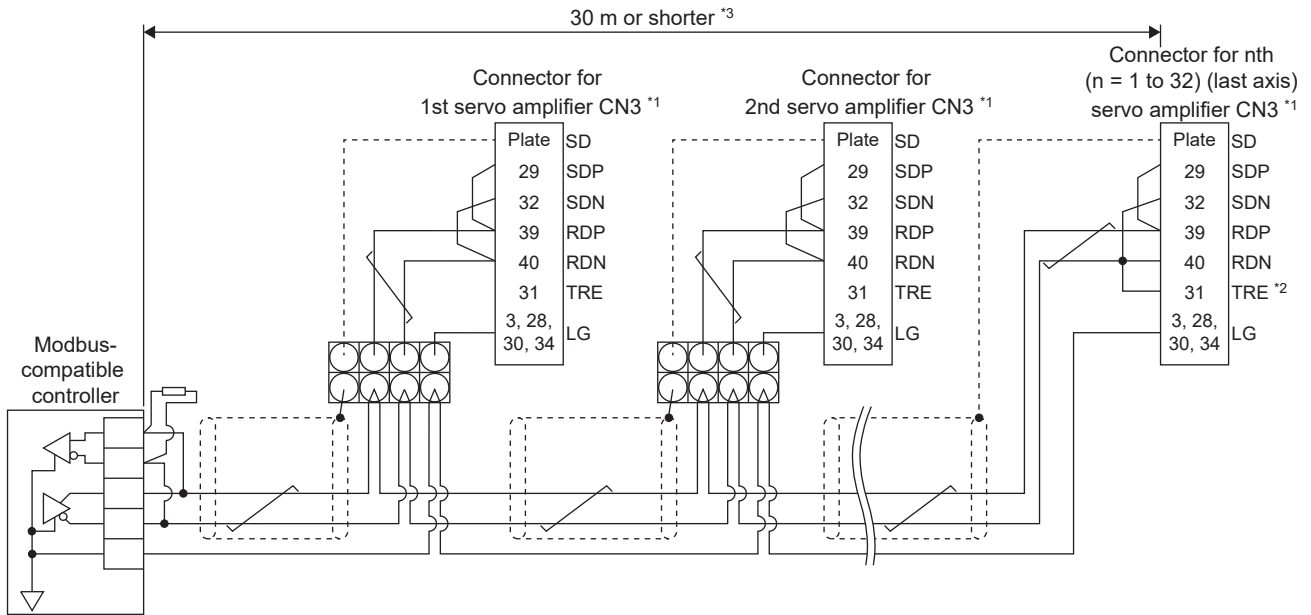 30 m or shorter *3
Connector for
1st servo amplifier CN3 *1
Plate SD
29 SDP
32 SDN
39 RDP
40 RDN
31 TRE
3, 28,
30, 34 LG
Connector for
2nd servo amplifier CN3 *1
Plate SD
29 SDP
32 SDN
39 RDP
40 RDN
31 TRE
3, 28,
30, 34 LG
Connector for nth
(n = 1 to 32) (last axis)
servo amplifier CN3 *1
Plate SD
29 SDP
32 SDN
39 RDP
40 RDN
31 TRE *2
3, 28,
30, 34 LG
Modbus-
compatible
controller